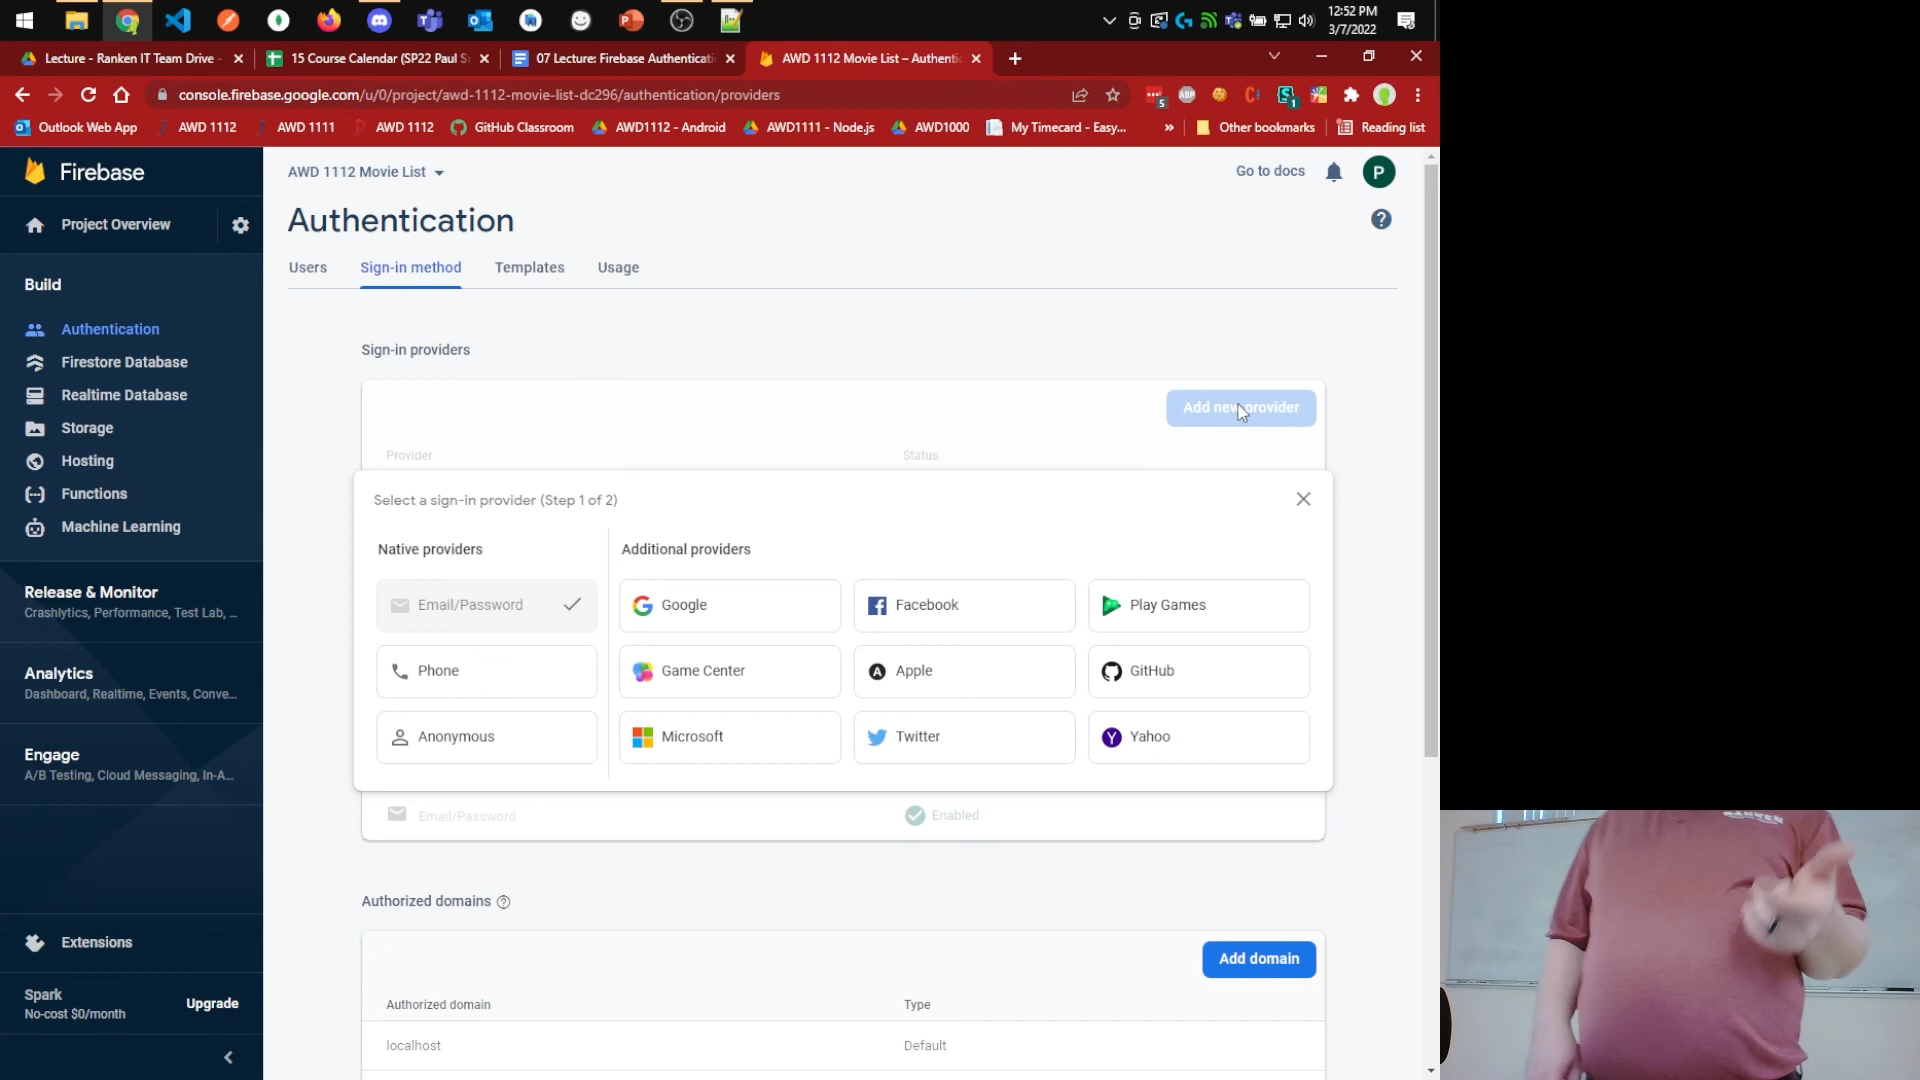 12:52 PM
3/7/2022
Lecture - Ranken IT Team Drive -
15 Course Calendar (SP22 Paul S
07 Lecture: Firebase Authenticati
AWD 1112 Movie List – Authenti
console.firebase.google.com/u/0/project/awd-1112-movie-list-dc296/authentication/providers
5
ABP
1
Outlook Web App
AWD 1112
AWD 1111
AWD 1112
GitHub Classroom
AWD1112 - Android
AWD1111 - Node.js
AWD1000
My Timecard - Easy...
»
Other bookmarks
Reading list
Firebase
AWD 1112 Movie List
Go to docs
P
Project Overview
Authentication
Users
Sign-in method
Templates
Usage
Build
Authentication
Firestore Database
Realtime Database
Storage
Hosting
Functions
Machine Learning
Release & Monitor
Crashlytics, Performance, Test Lab, ...
Analytics
Dashboard, Realtime, Events, Conve...
Engage
A/B Testing, Cloud Messaging, In-A...
Extensions
Spark
No-cost $0/month
Upgrade
Sign-in providers
Add new provider
Provider
Status
Select a sign-in provider (Step 1 of 2)
Native providers
Additional providers
Email/Password
Google
Facebook
Play Games
Phone
Game Center
Apple
GitHub
Anonymous
Microsoft
Twitter
Yahoo
Email/Password
Enabled
Authorized domains
Add domain
Authorized domain
Type
localhost
Default